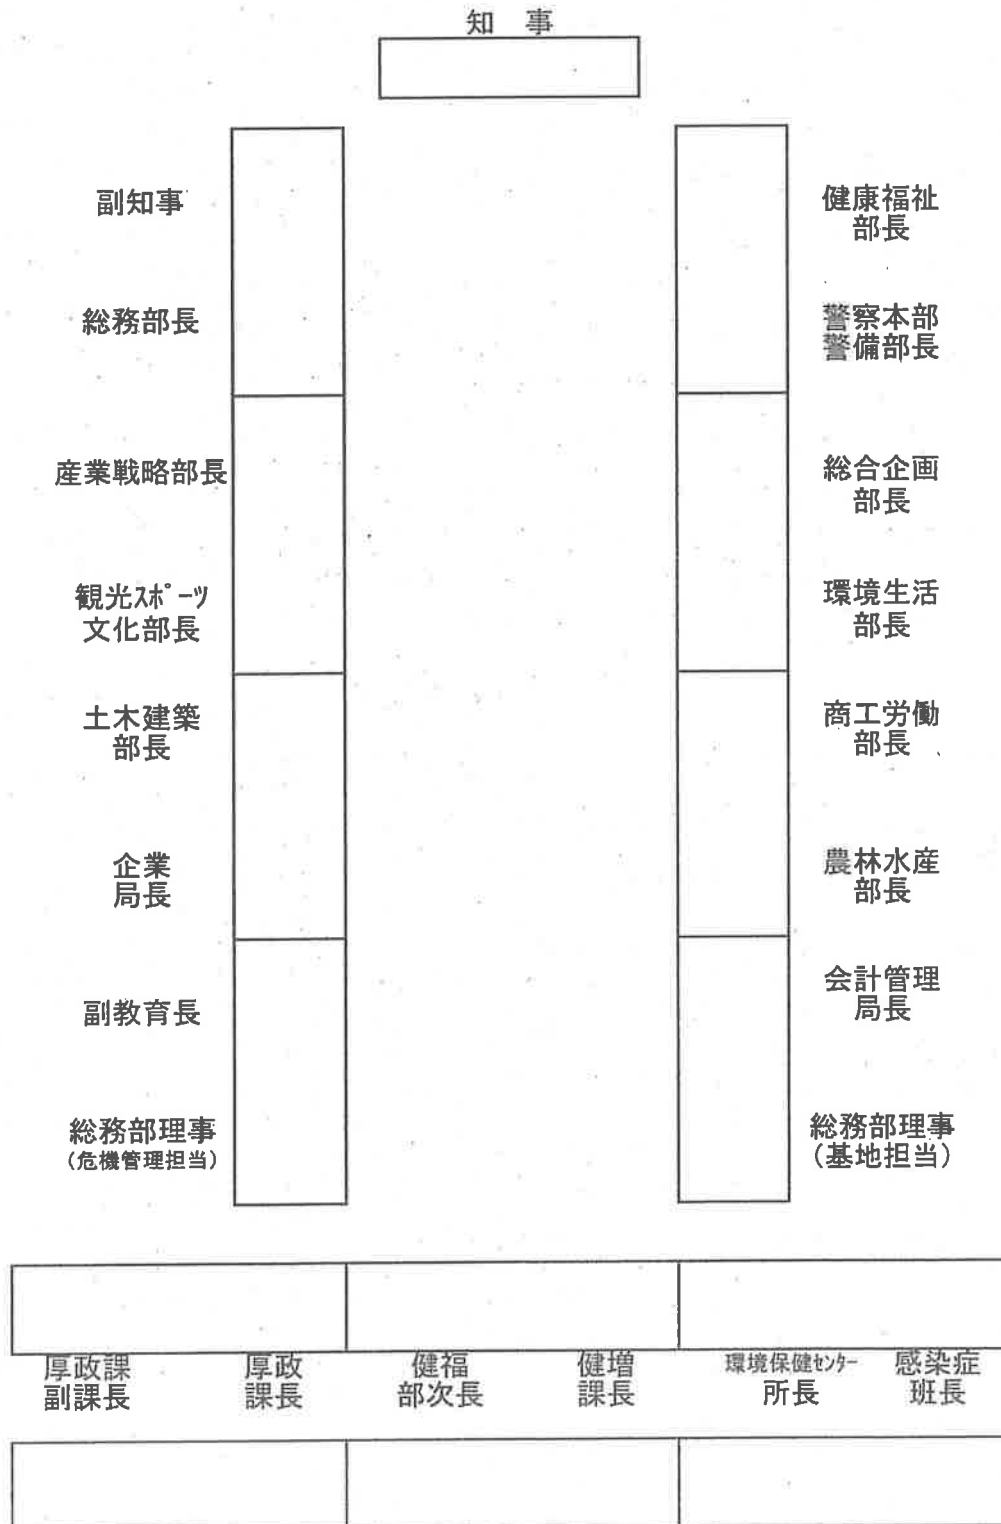 知 事
副知事
総務部長
産業戦略部長
観光ｽﾎﾟｰﾂ
文化部長
土木建築
部長
企業
局長
副教育長
総務部理事
(危機管理担当)
健康福祉
部長
警察本部
警備部長
総合企画
部長
環境生活
部長
商工労働
部長
農林水産
部長
会計管理
局長
総務部理事
(基地担当)
厚政課
副課長
厚政
課長
健福
部次長
健増
課長
環境保健ｾﾝﾀｰ
所長
感染症
班長